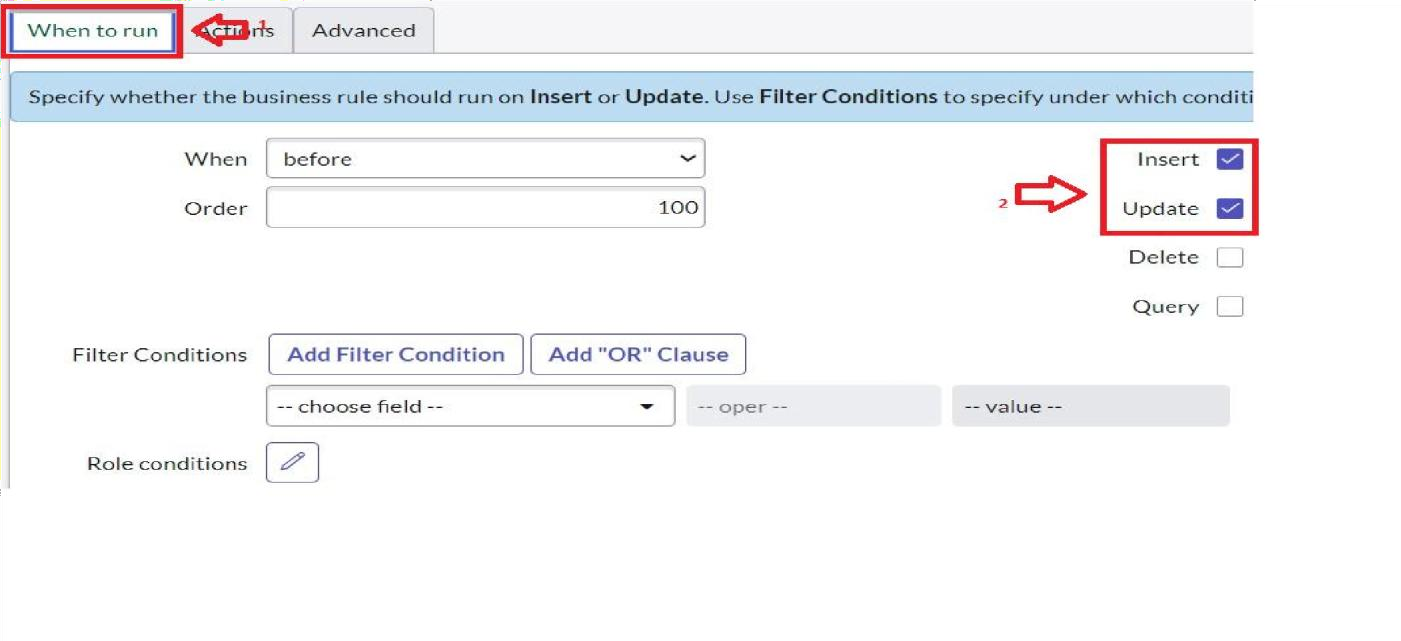 When to run 1 Actions Advanced
Specify whether the business rule should run on Insert or Update. Use Filter Conditions to specify under which conditi
When before Insert
2
Order 100 Update
Delete
Query
Filter Conditions Add Filter Condition Add "OR" Clause
-- choose field -- -- oper -- -- value --
Role conditions